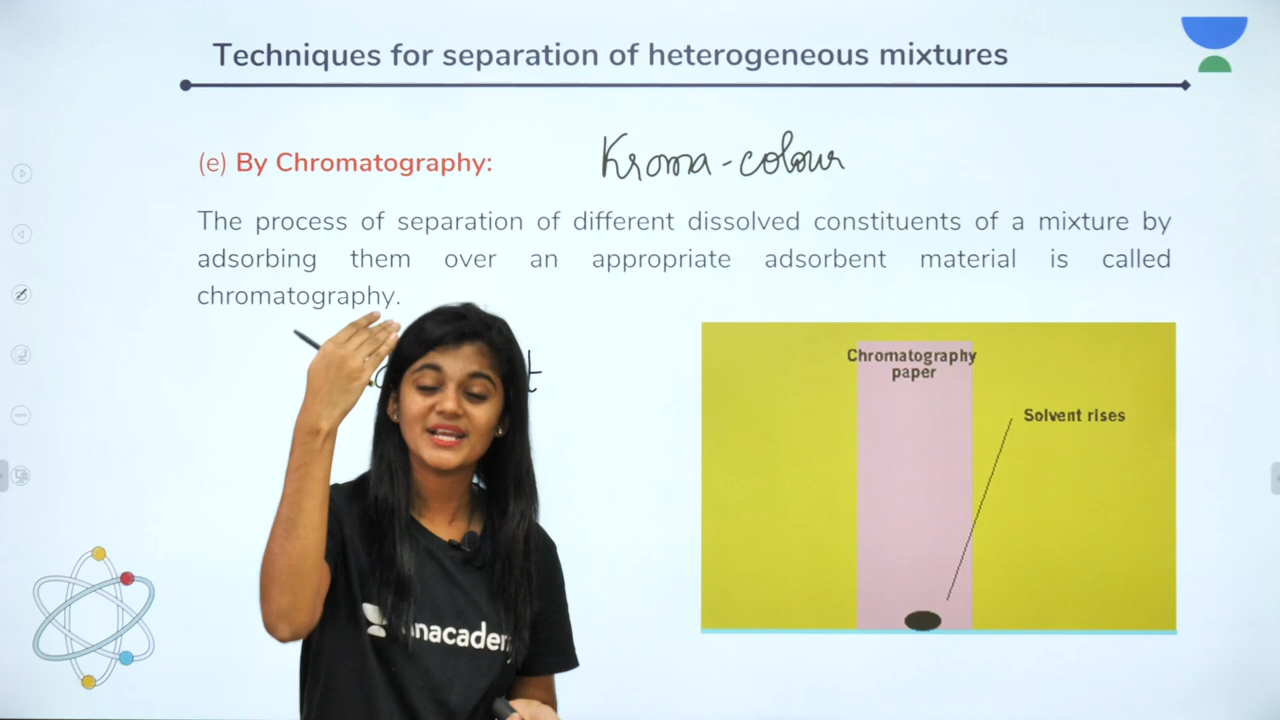 Techniques for separation of heterogeneous mixtures
(e) By Chromatography:
Kroma - colour
The process of separation of different dissolved constituents of a mixture by
adsorbing them over an appropriate adsorbent material is called
chromatography.
Chromatography
paper
Solvent rises